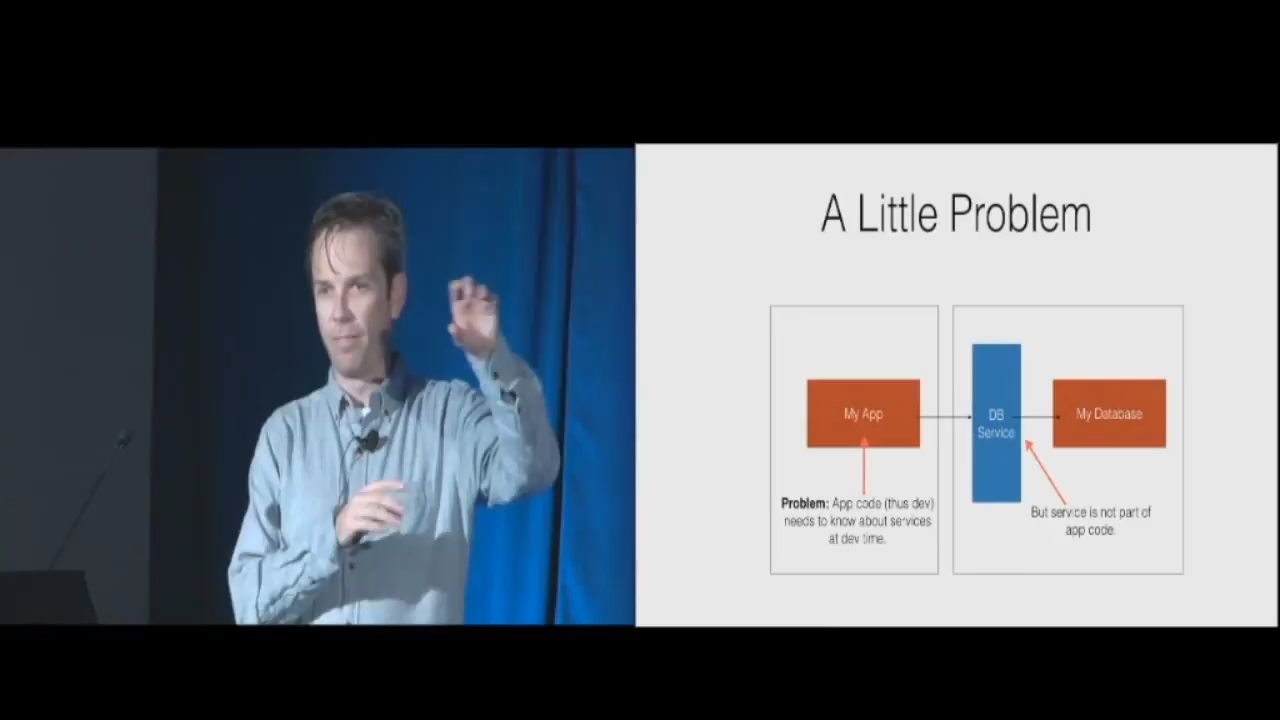 A Little Problem
My App
DB
Service
My Database
Problem: App code (thus dev)
needs to know about services
at dev time.
But service is not part of
app code.